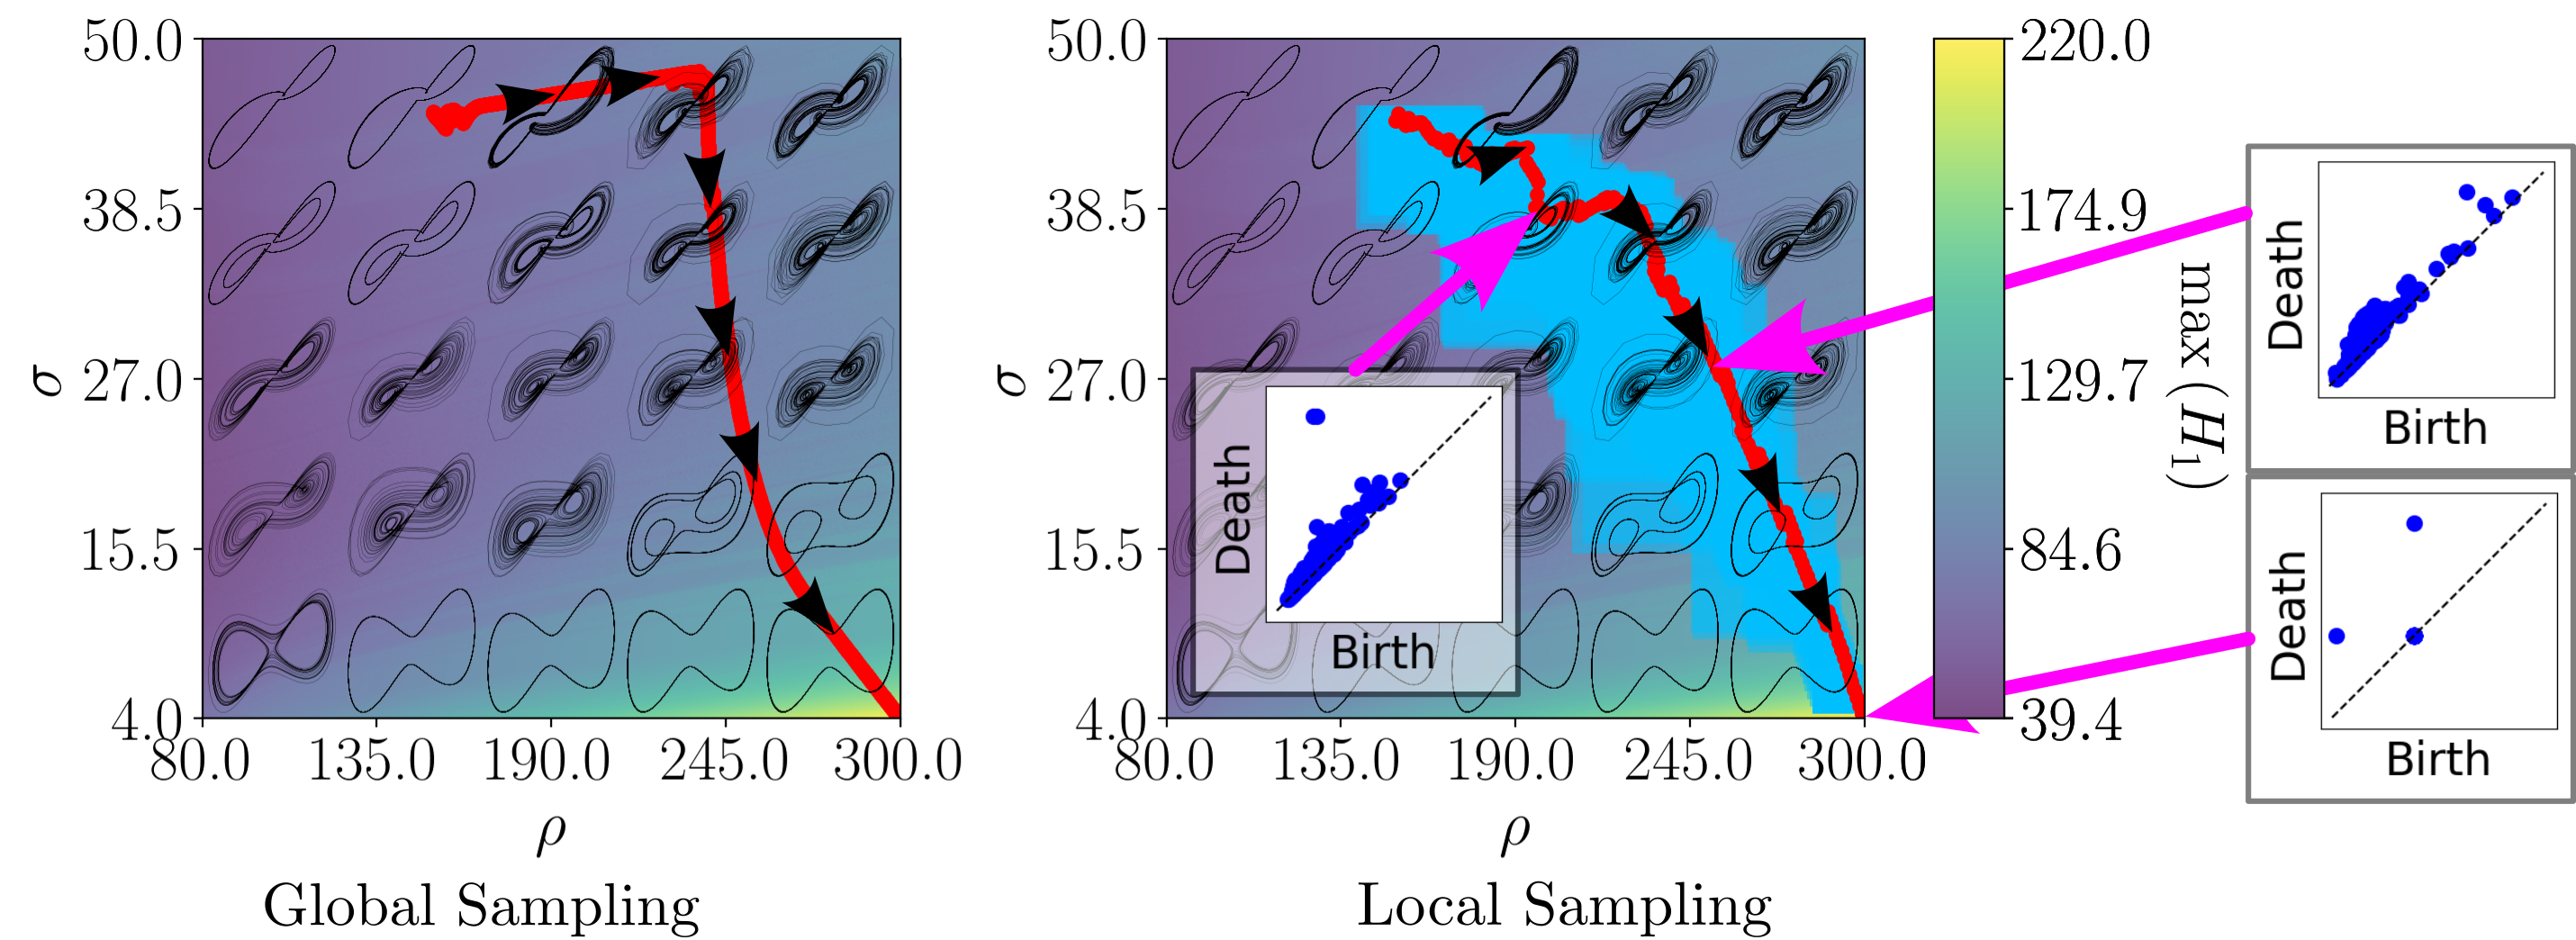 50.0
38.5
27.0
15.5
4.0
σ
80.0 135.0 190.0 245.0 300.0
ρ
Global Sampling
50.0
38.5
27.0
15.5
4.0
σ
80.0 135.0 190.0 245.0 300.0
ρ
Local Sampling
Death
Birth
220.0
174.9
129.7
84.6
39.4
max (H₁)
Death
Birth
Death
Birth